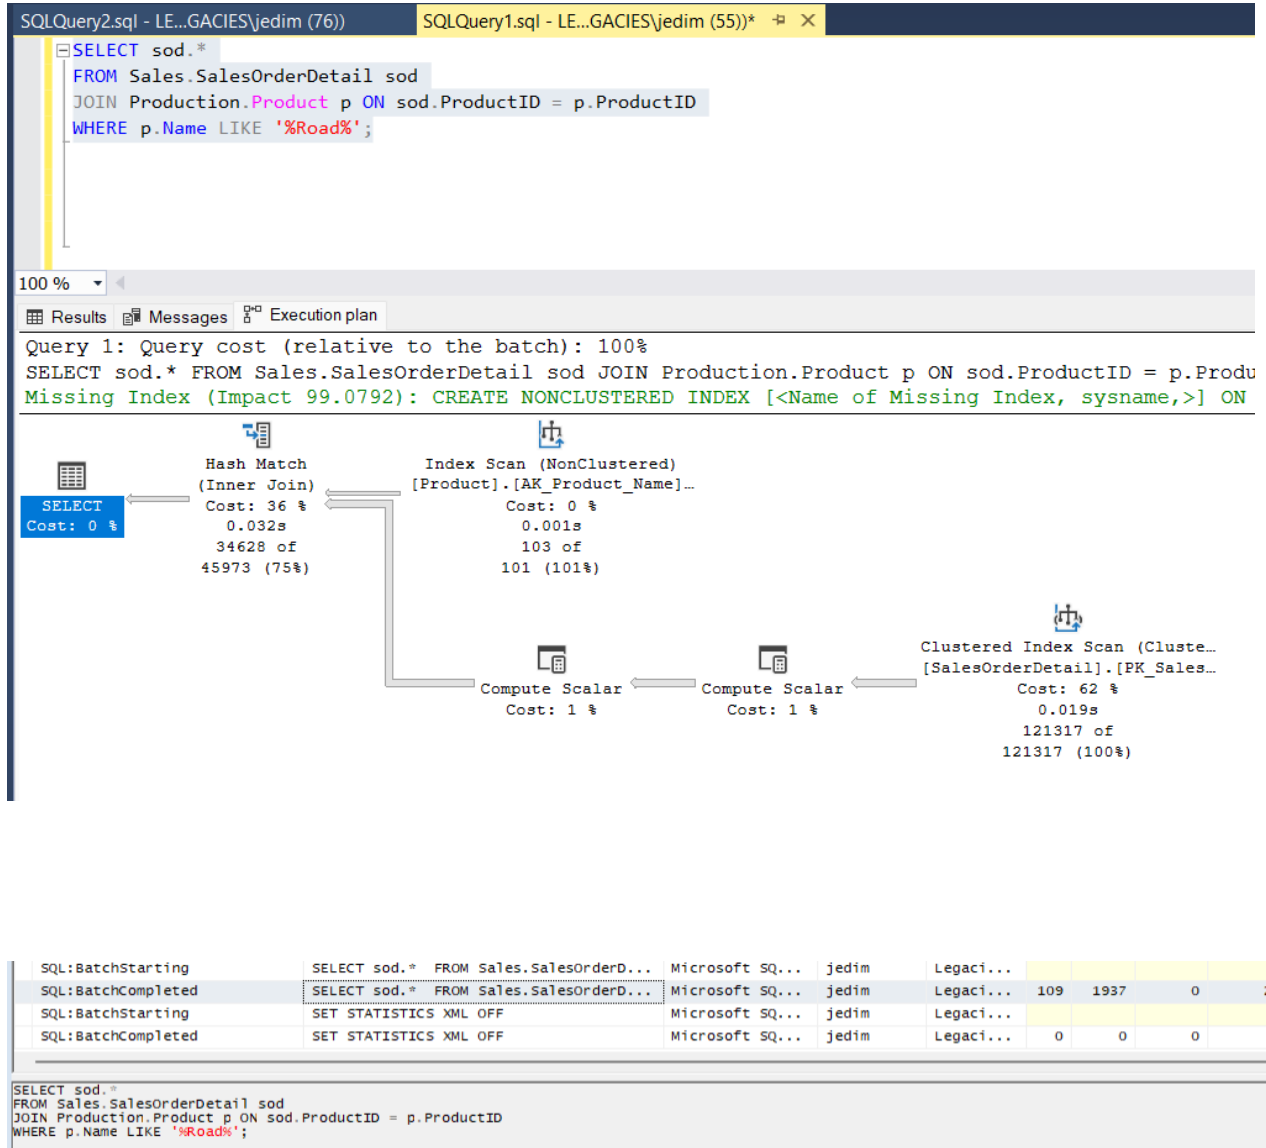 SQLQuery2.sql - LE...GACIES\jedim (76)) SQLQuery1.sql - LE...GACIES\jedim (55))*
SELECT sod.*
FROM Sales.SalesOrderDetail sod
JOIN Production.Product p ON sod.ProductID = p.ProductID
WHERE p.Name LIKE '%Road%';
100 %
Results Messages Execution plan
Query 1: Query cost (relative to the batch): 100%
SELECT sod.* FROM Sales.SalesOrderDetail sod JOIN Production.Product p ON sod.ProductID = p.Produ
Missing Index (Impact 99.0792): CREATE NONCLUSTERED INDEX [<Name of Missing Index, sysname,>] ON
SELECT
Cost: 0 %
Hash Match
(Inner Join)
Cost: 36 %
0.032s
34628 of
45973 (75%)
Index Scan (NonClustered)
[Product].[AK_Product_Name]…
Cost: 0 %
0.001s
103 of
101 (101%)
Compute Scalar
Cost: 1 %
Compute Scalar
Cost: 1 %
Clustered Index Scan (Cluste…
[SalesOrderDetail].[PK_Sales…
Cost: 62 %
0.019s
121317 of
121317 (100%)
SQL:BatchStarting SELECT sod.* FROM Sales.SalesOrderD... Microsoft SQ... jedim Legaci...
SQL:BatchCompleted SELECT sod.* FROM Sales.SalesOrderD... Microsoft SQ... jedim Legaci... 109 1937 0
SQL:BatchStarting SET STATISTICS XML OFF Microsoft SQ... jedim Legaci...
SQL:BatchCompleted SET STATISTICS XML OFF Microsoft SQ... jedim Legaci... 0 0 0
SELECT sod.*
FROM Sales.SalesOrderDetail sod
JOIN Production.Product p ON sod.ProductID = p.ProductID
WHERE p.Name LIKE '%Road%';